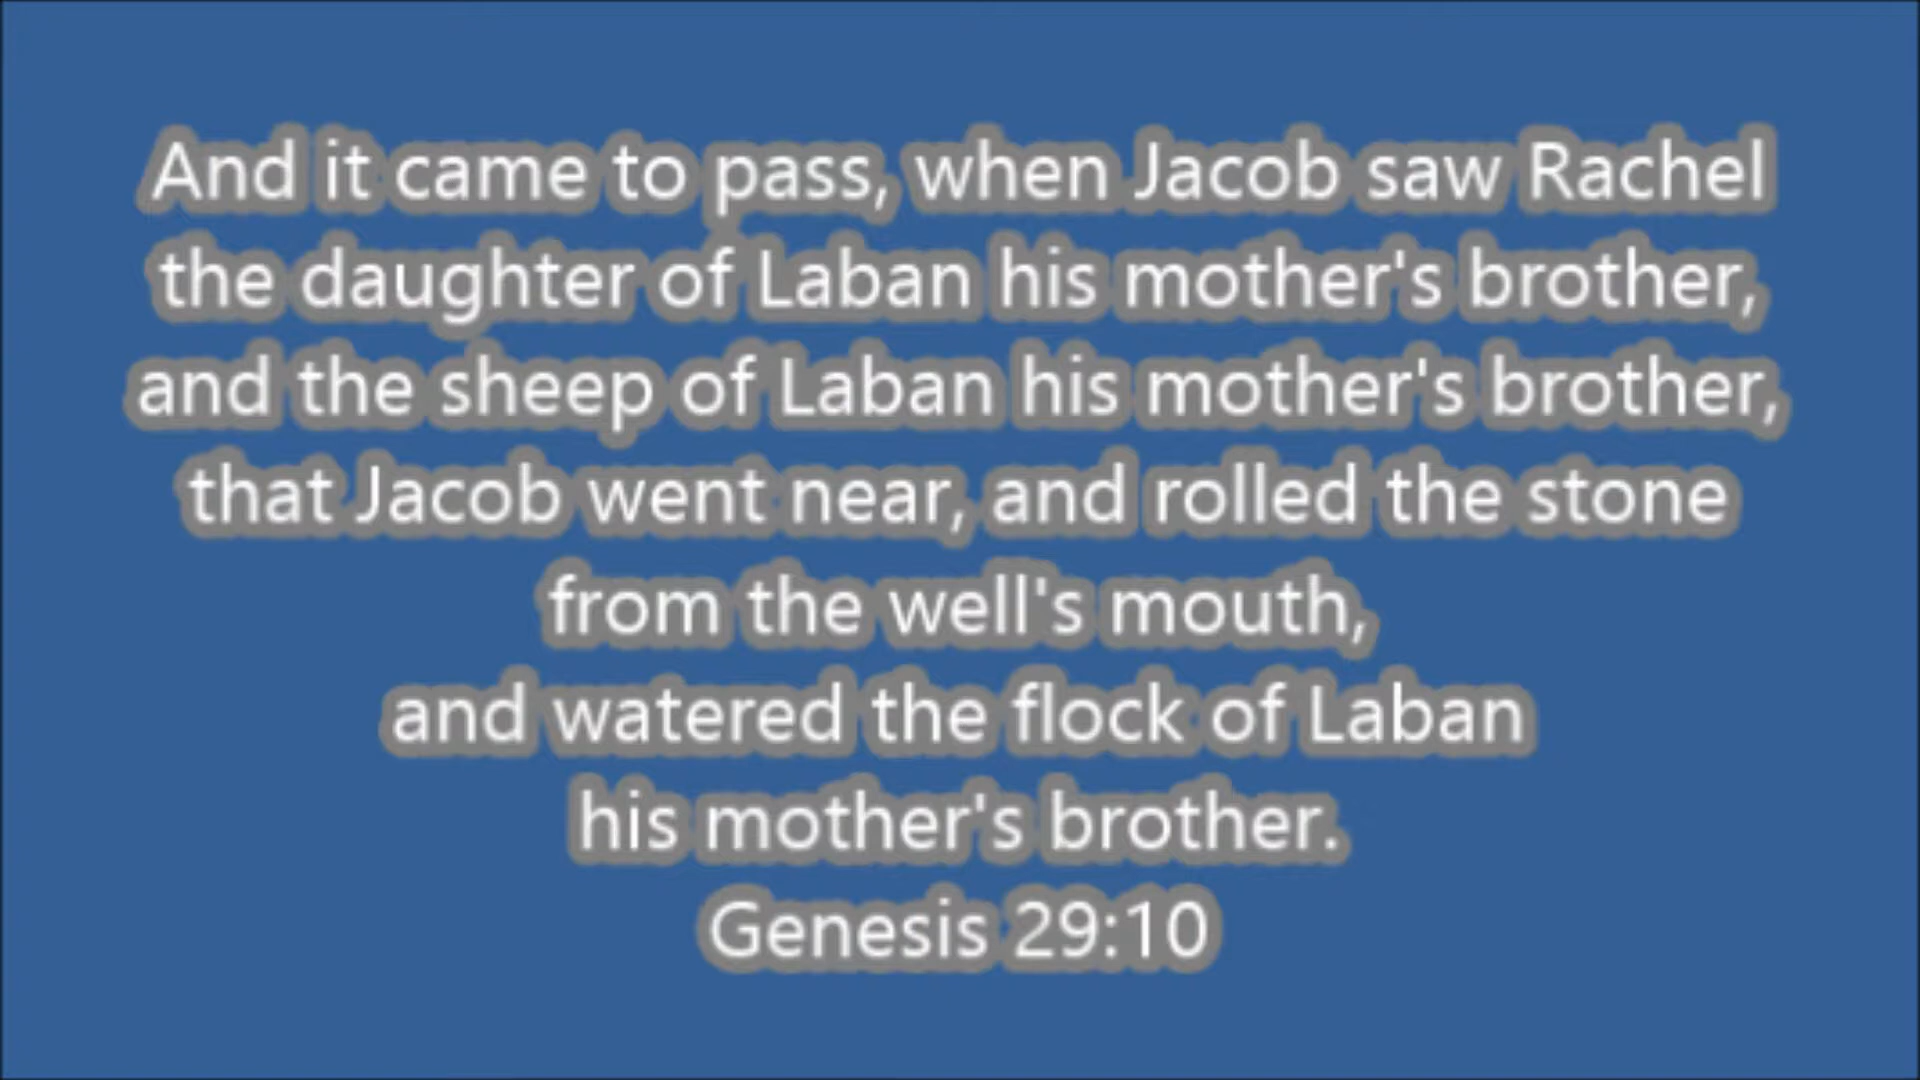 And it came to pass, when Jacob saw Rachel
the daughter of Laban his mother's brother,
and the sheep of Laban his mother's brother,
that Jacob went near, and rolled the stone
from the well's mouth,
and watered the flock of Laban
his mother's brother.
Genesis 29:10